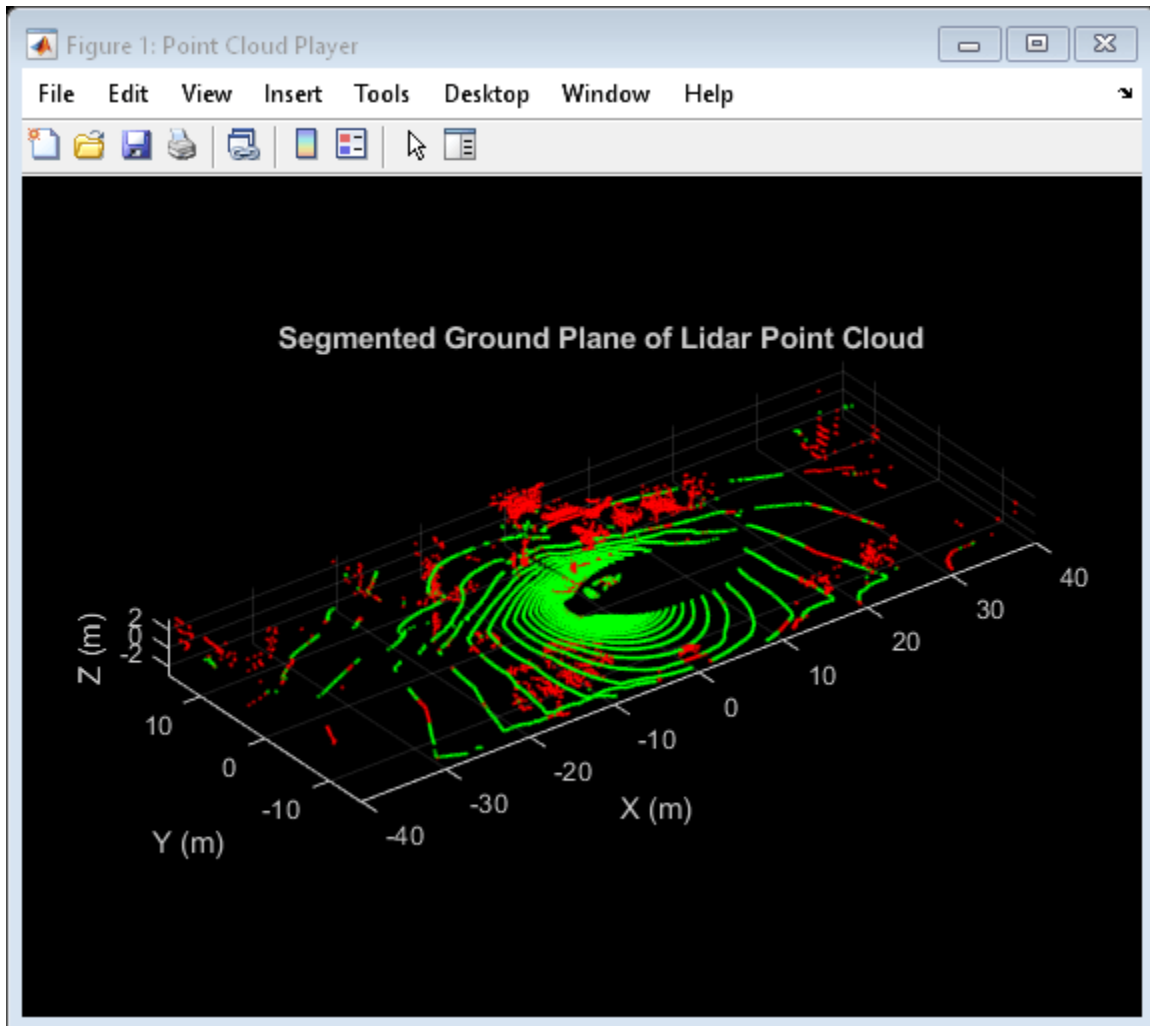 Figure 1: Point Cloud Player
File Edit View Insert Tools Desktop Window Help
Segmented Ground Plane of Lidar Point Cloud
2
0
-2
Z (m)
10
0
-10
Y (m)
-40
-30
-20
-10
0
10
20
30
40
X (m)